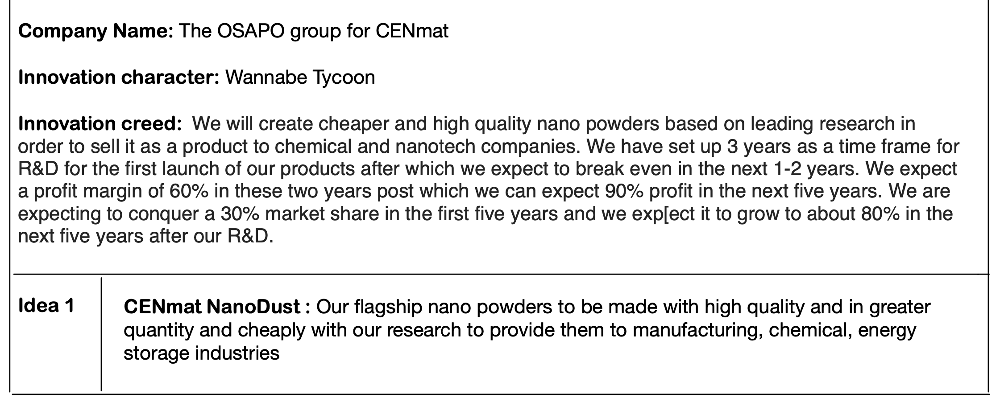 Company Name: The OSAPO group for CENmat
Innovation character: Wannabe Tycoon
Innovation creed: We will create cheaper and high quality nano powders based on leading research in
order to sell it as a product to chemical and nanotech companies. We have set up 3 years as a time frame for
R&D for the first launch of our products after which we expect to break even in the next 1-2 years. We expect
a profit margin of 60% in these two years post which we can expect 90% profit in the next five years. We are
expecting to conquer a 30% market share in the first five years and we exp[ect it to grow to about 80% in the
next five years after our R&D.
Idea 1
CENmat NanoDust : Our flagship nano powders to be made with high quality and in greater
quantity and cheaply with our research to provide them to manufacturing, chemical, energy
storage industries